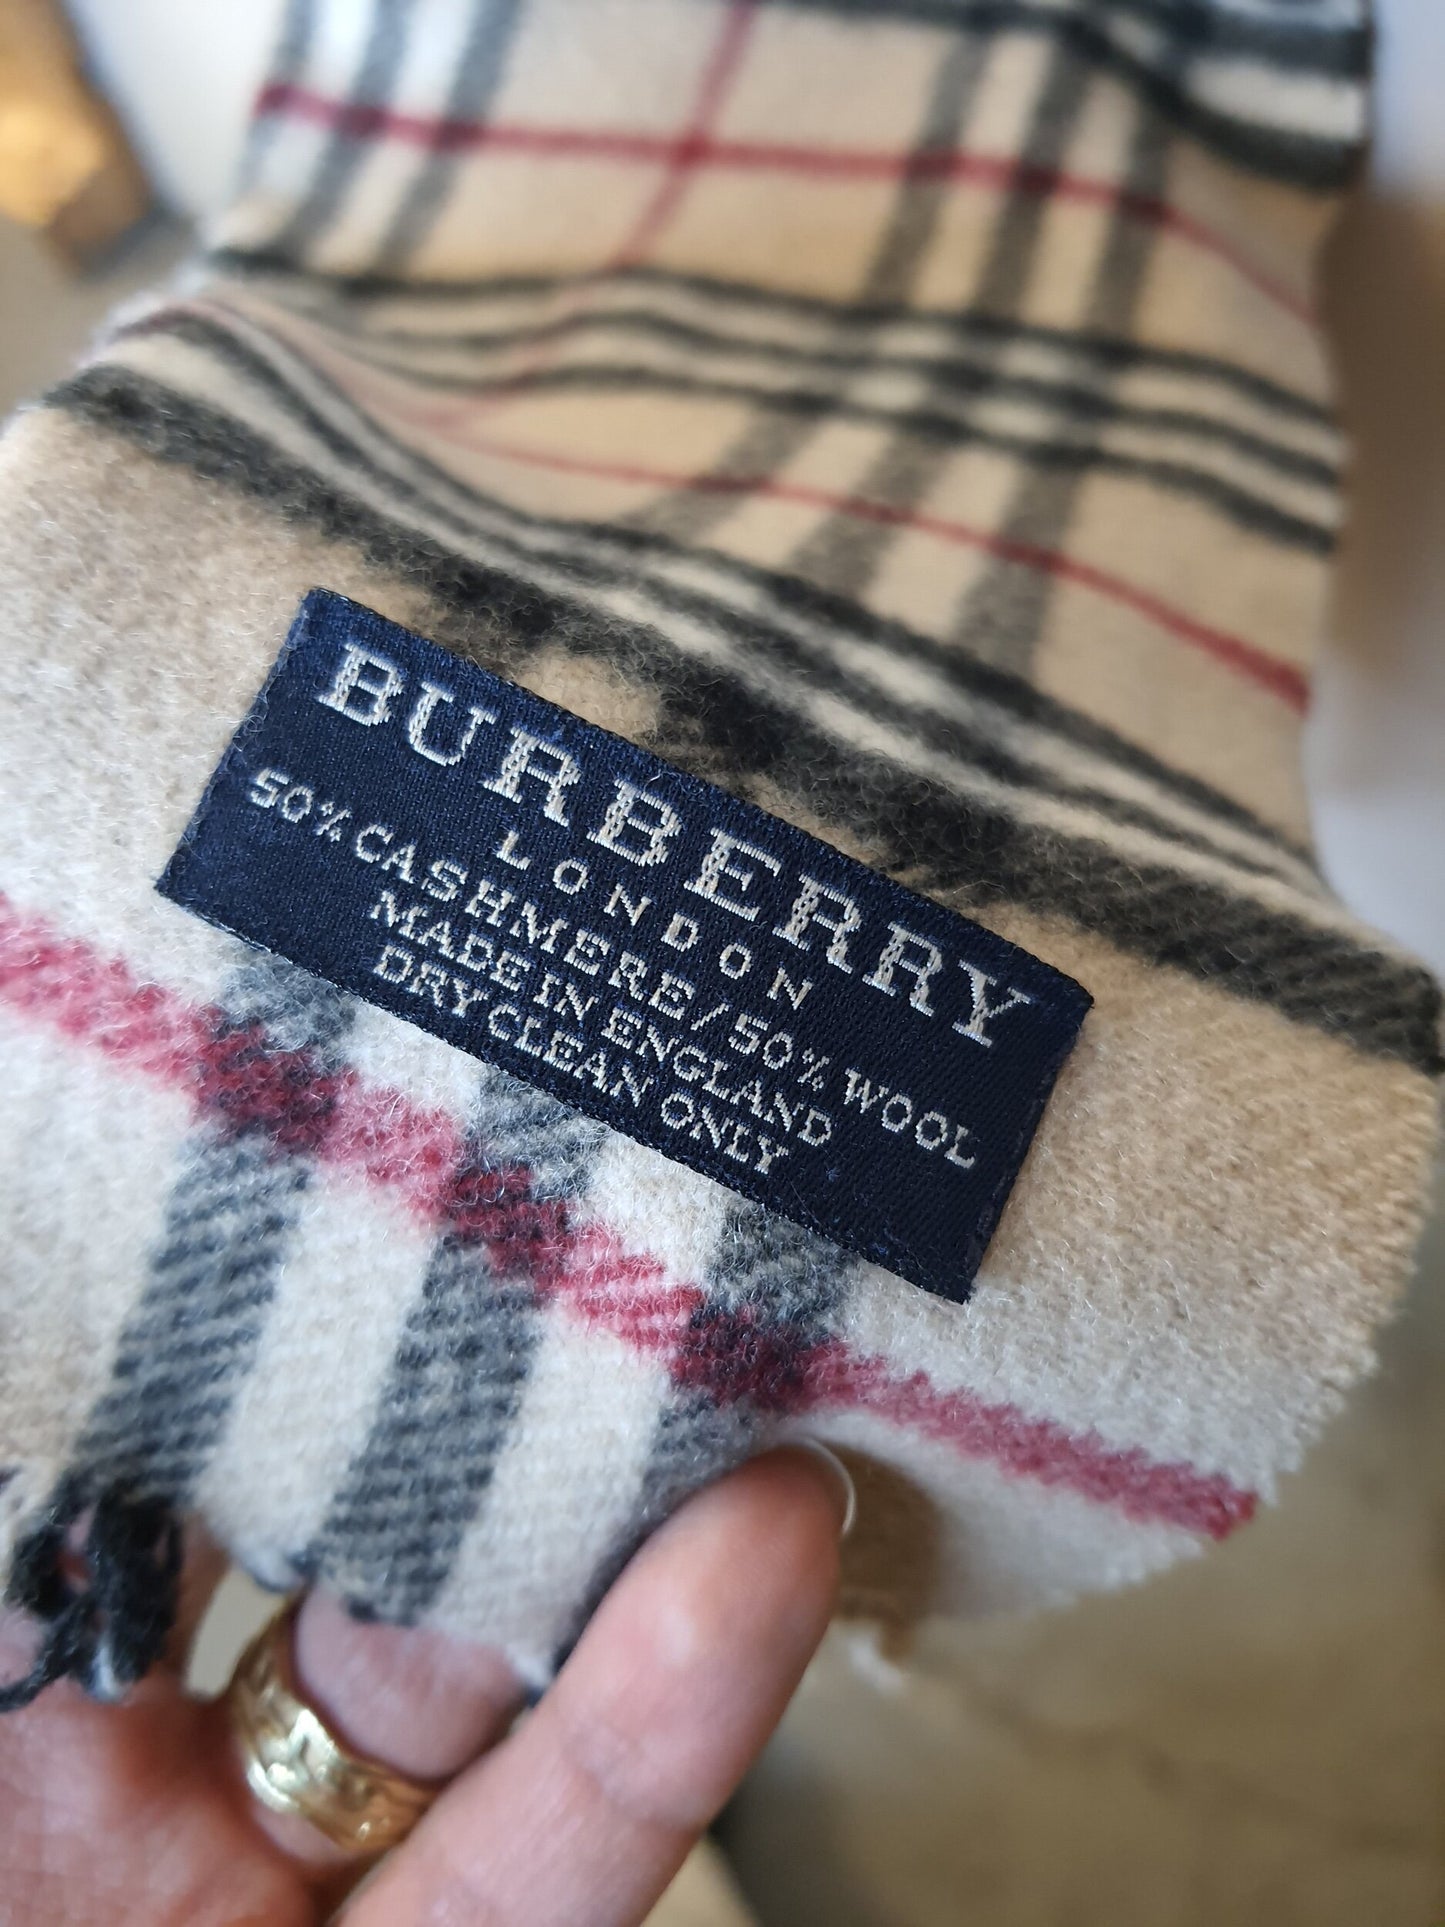 BURBERRY
LONDON
50% CASHMERE/50% WOOL
MADE IN ENGLAND
DRY CLEAN ONLY